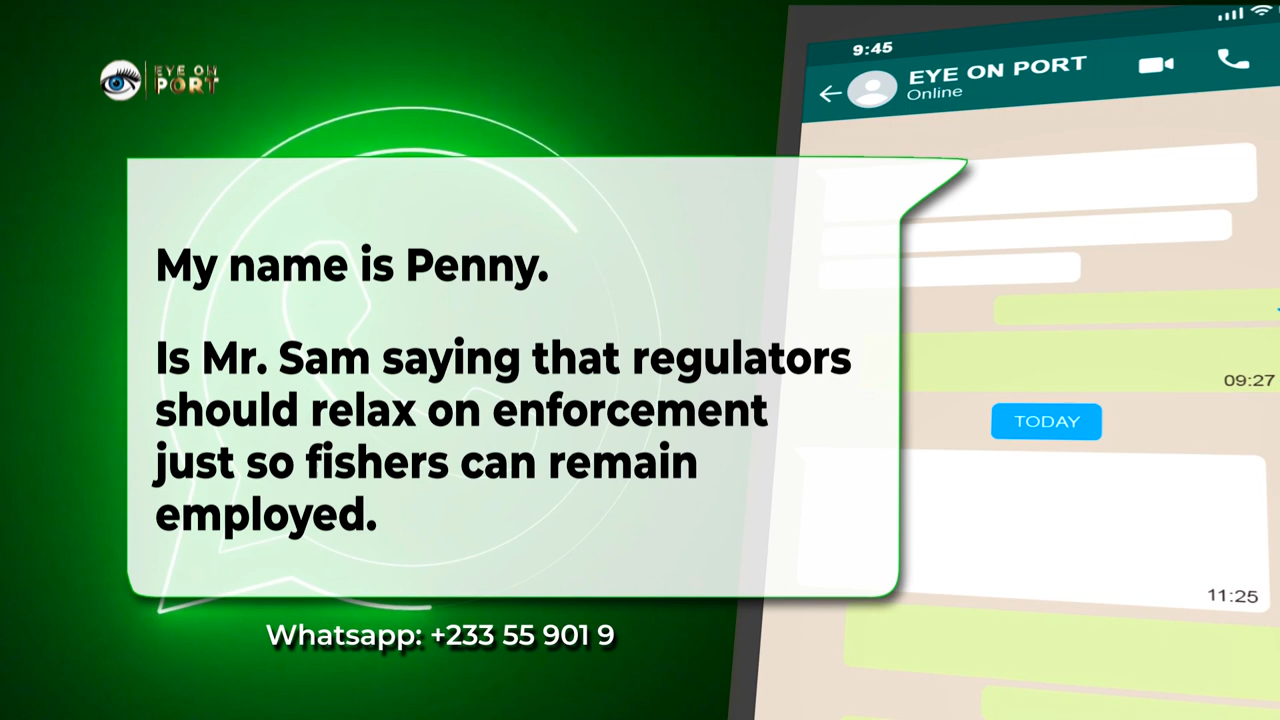 EYE ON
PORT
9:45
EYE ON PORT
Online
My name is Penny.
Is Mr. Sam saying that regulators
should relax on enforcement
just so fishers can remain
employed.
09:27
TODAY
11:25
Whatsapp: +233 55 901 9